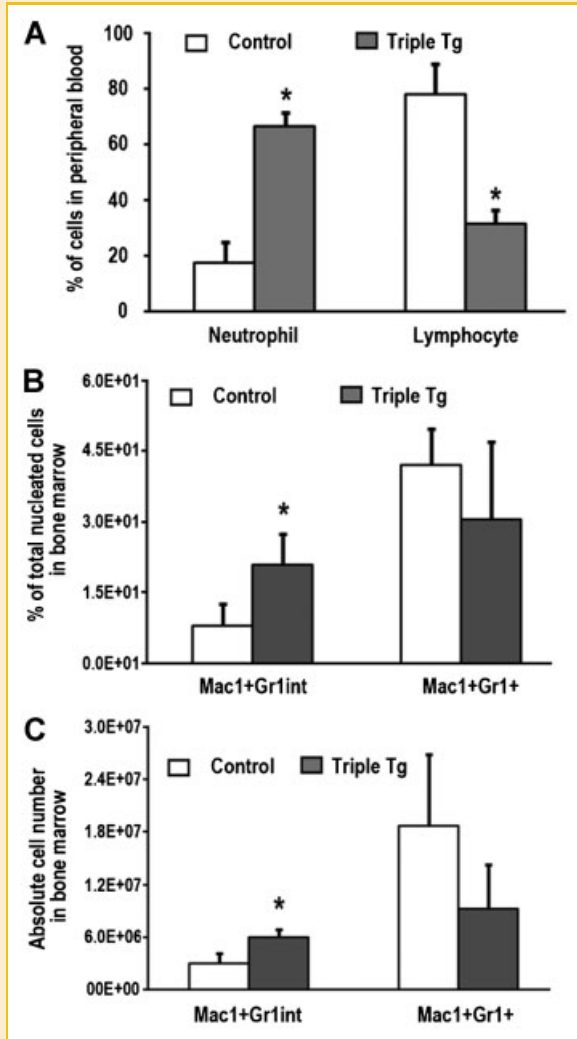 A
Control
Triple Tg
% of cells in peripheral blood
100
80
60
40
20
0
*
*
Neutrophil
Lymphocyte
B
Control
Triple Tg
% of total nucleated cells
in bone marrow
6.0E+01
4.5E+01
3.0E+01
1.5E+01
0.0E+01
*
Mac1+Gr1int
Mac1+Gr1+
C
Control
Triple Tg
Absolute cell number
in bone marrow
3.0E+07
2.4E+07
1.8E+07
1.2E+07
6.0E+06
00E+00
*
Mac1+Gr1int
Mac1+Gr1+